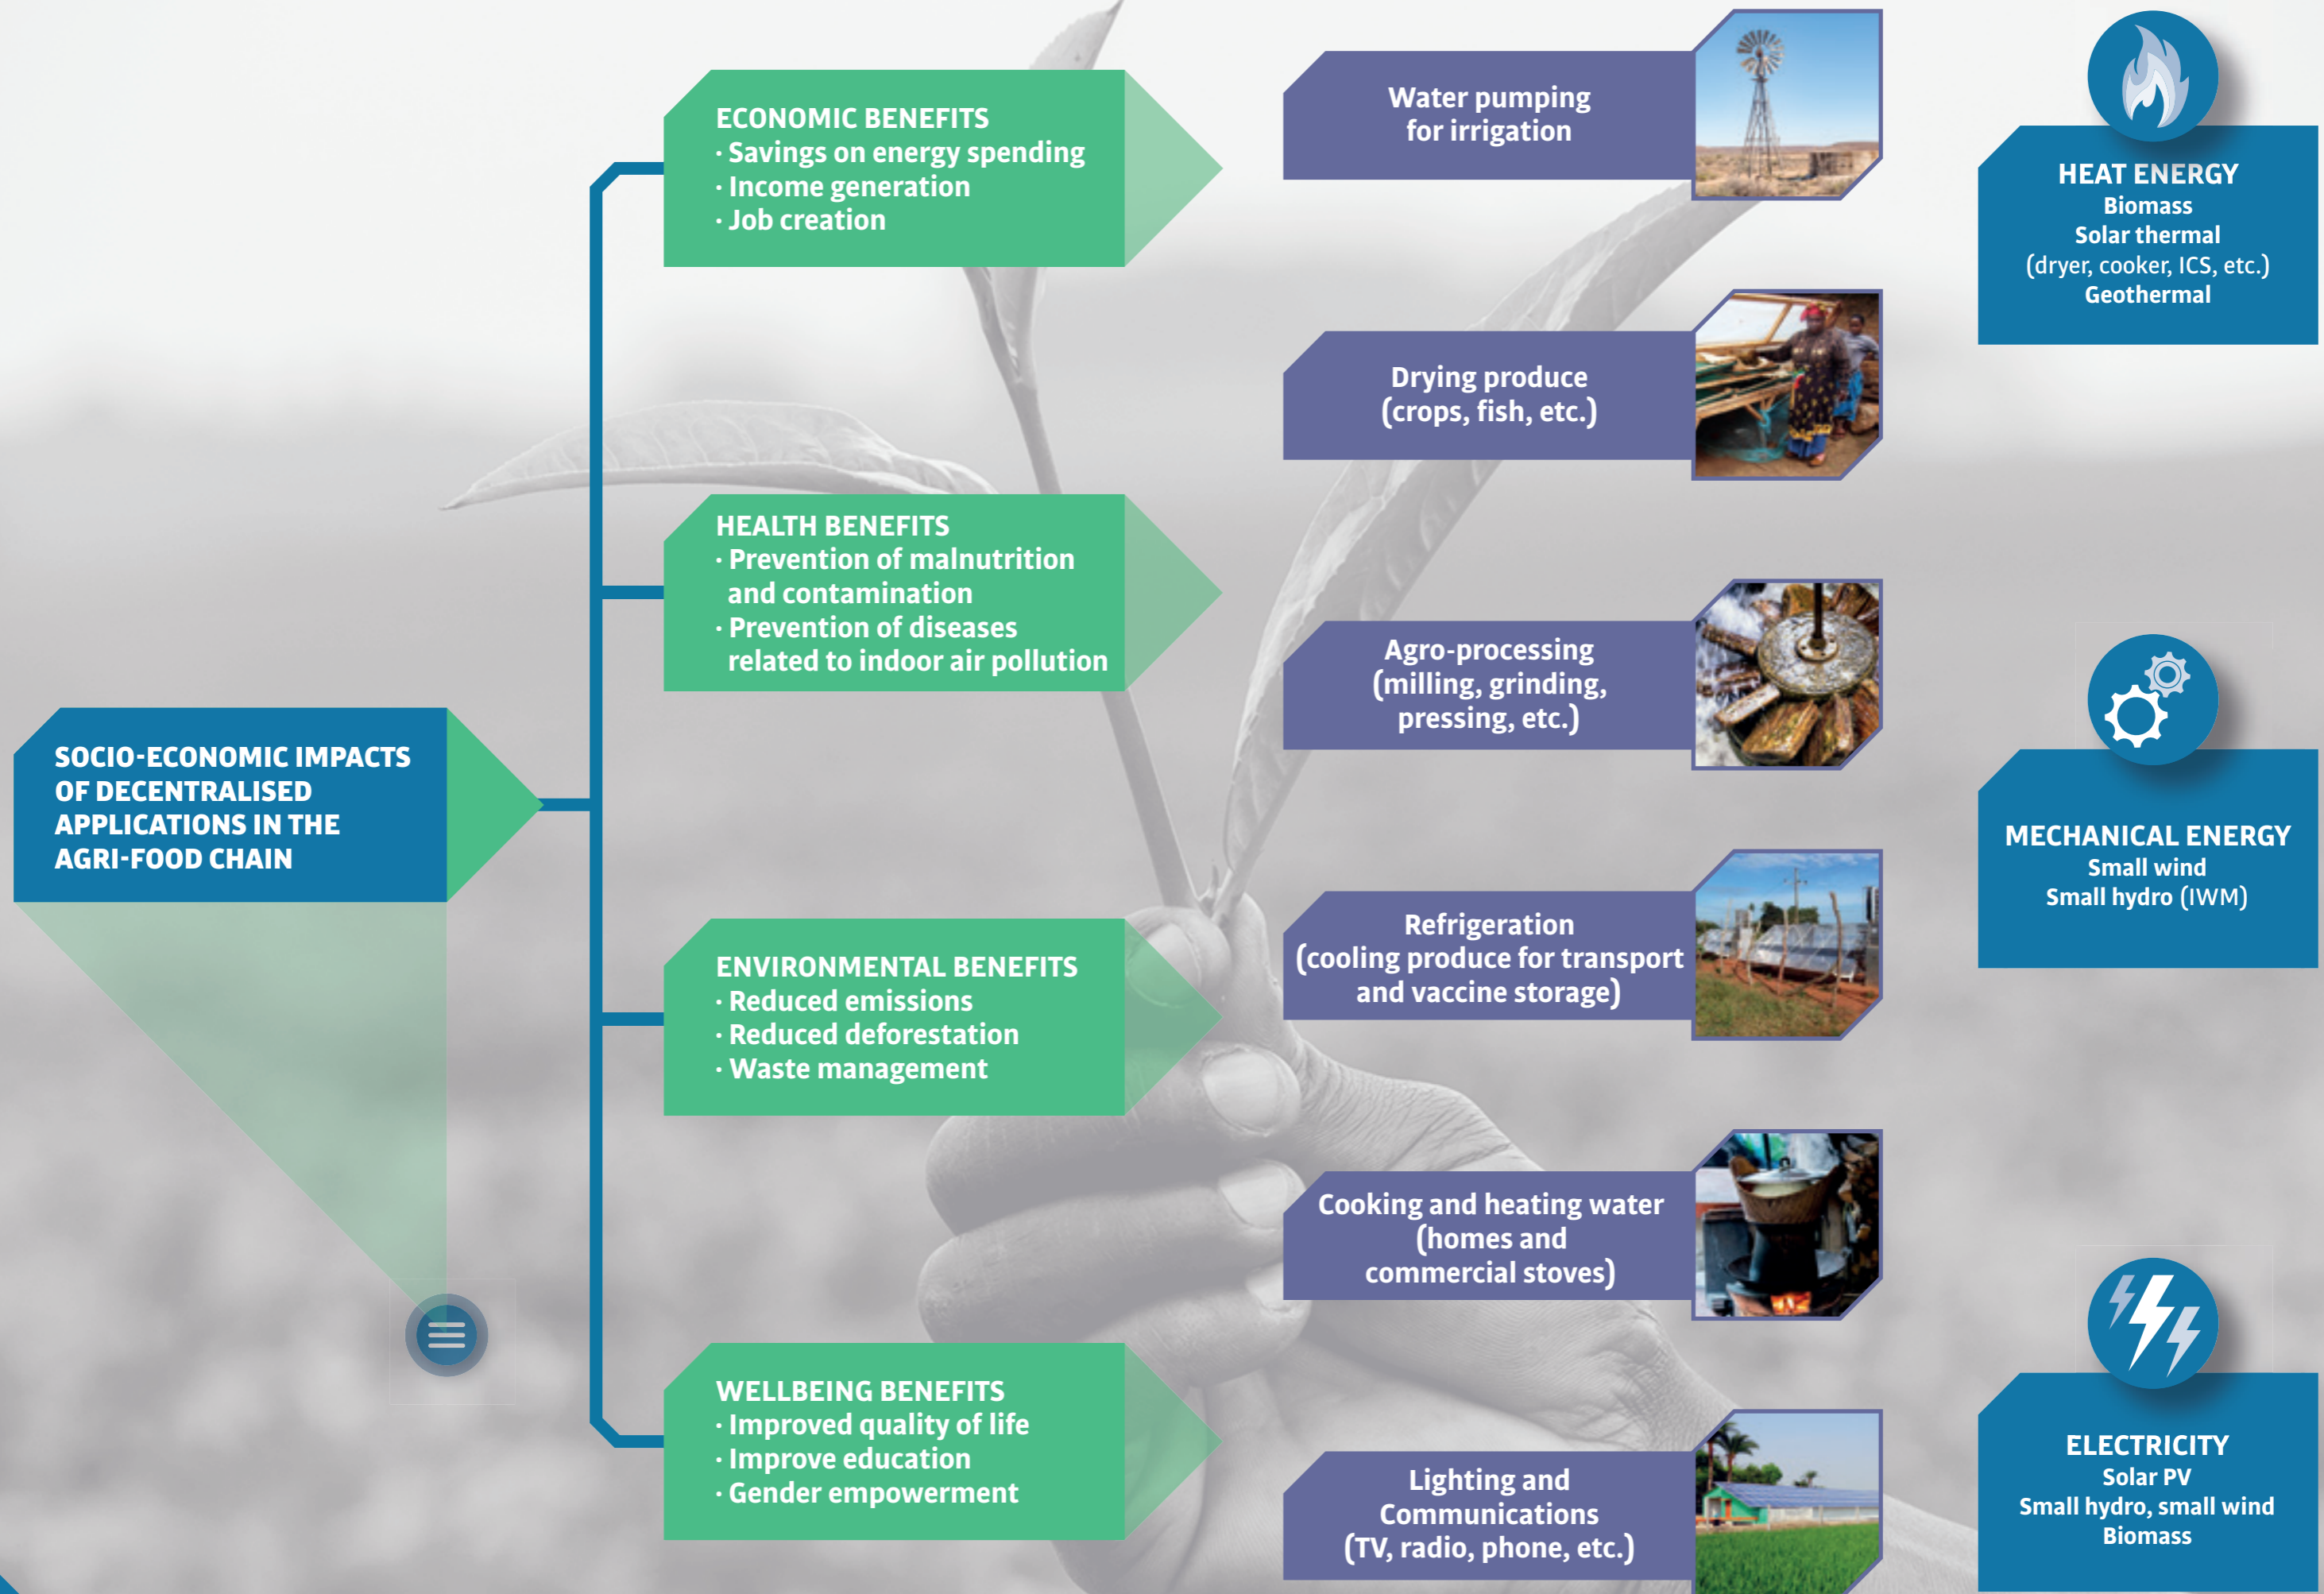 SOCIO-ECONOMIC IMPACTS
OF DECENTRALISED
APPLICATIONS IN THE
AGRI-FOOD CHAIN
ECONOMIC BENEFITS
· Savings on energy spending
· Income generation
· Job creation
HEALTH BENEFITS
· Prevention of malnutrition
and contamination
· Prevention of diseases
related to indoor air pollution
ENVIRONMENTAL BENEFITS
· Reduced emissions
· Reduced deforestation
· Waste management
WELLBEING BENEFITS
· Improved quality of life
· Improve education
· Gender empowerment
Water pumping
for irrigation
Drying produce
(crops, fish, etc.)
Agro-processing
(milling, grinding,
pressing, etc.)
Refrigeration
(cooling produce for transport
and vaccine storage)
Cooking and heating water
(homes and
commercial stoves)
Lighting and
Communications
(TV, radio, phone, etc.)
HEAT ENERGY
Biomass
Solar thermal
(dryer, cooker, ICS, etc.)
Geothermal
MECHANICAL ENERGY
Small wind
Small hydro (IWM)
ELECTRICITY
Solar PV
Small hydro, small wind
Biomass